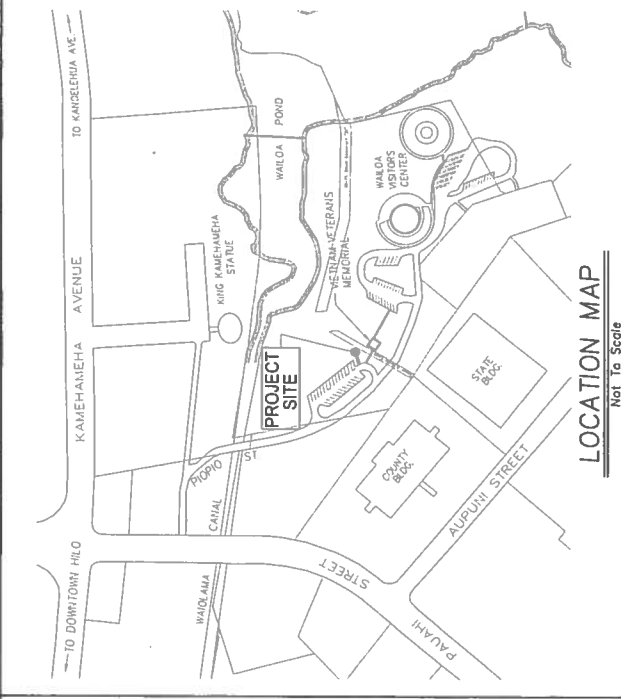 TO KANOELEHUA AVE.
KAMEHAMEHA AVENUE
TO DOWNTOWN HILO
KING KAMEHAMEHA
STATUE
WAILOA POND
VIETNAM-VETERANS
MEMORIAL
WAILOA
VISITORS
CENTER
PROJECT
SITE
PIOPIO ST
WAIOLAMA CANAL
STATE
BLDG.
COUNTY
BLDG.
AUPUNI STREET
PAUAHI STREET
LOCATION MAP
Not To Scale